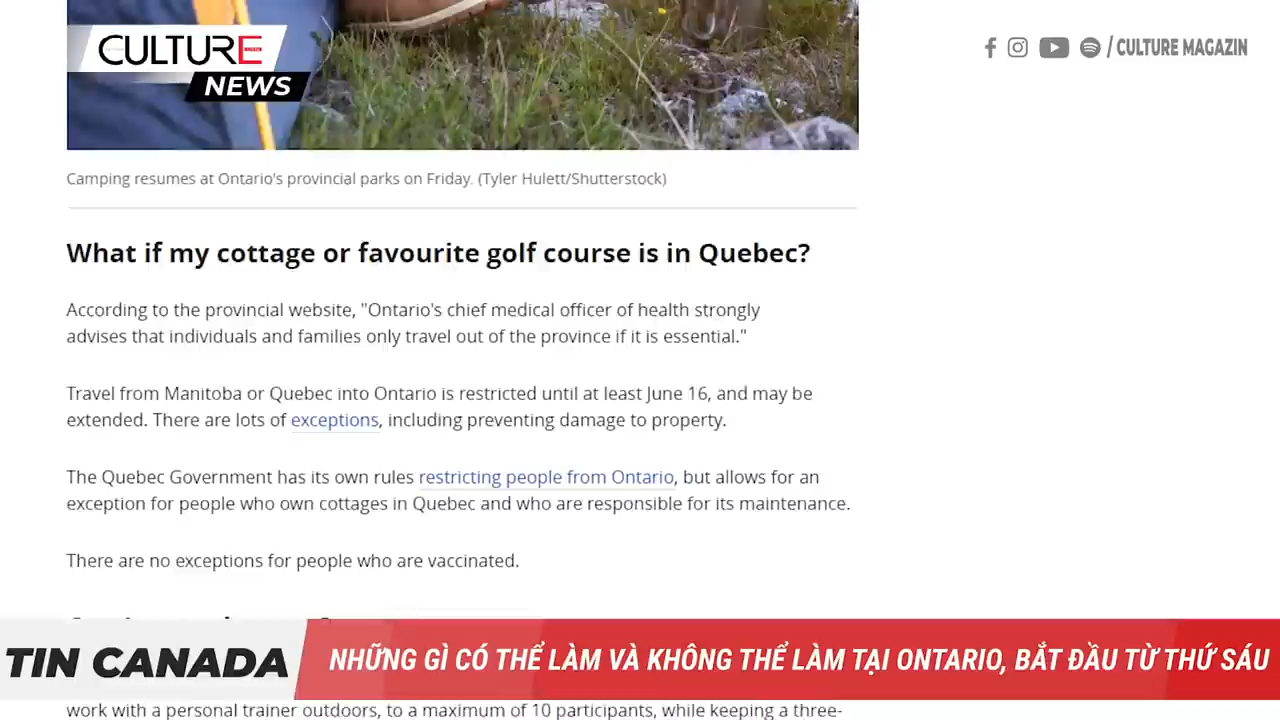 CULTURE
NEWS
/ CULTURE MAGAZIN
Camping resumes at Ontario's provincial parks on Friday. (Tyler Hulett/Shutterstock)
What if my cottage or favourite golf course is in Quebec?
According to the provincial website, "Ontario's chief medical officer of health strongly
advises that individuals and families only travel out of the province if it is essential."
Travel from Manitoba or Quebec into Ontario is restricted until at least June 16, and may be
extended. There are lots of exceptions, including preventing damage to property.
The Quebec Government has its own rules restricting people from Ontario, but allows for an
exception for people who own cottages in Quebec and who are responsible for its maintenance.
There are no exceptions for people who are vaccinated.
TIN CANADA
NHỮNG GÌ CÓ THỂ LÀM VÀ KHÔNG THỂ LÀM TẠI ONTARIO, BẮT ĐẦU TỪ THỨ SÁU
work with a personal trainer outdoors, to a maximum of 10 participants, while keeping a three-